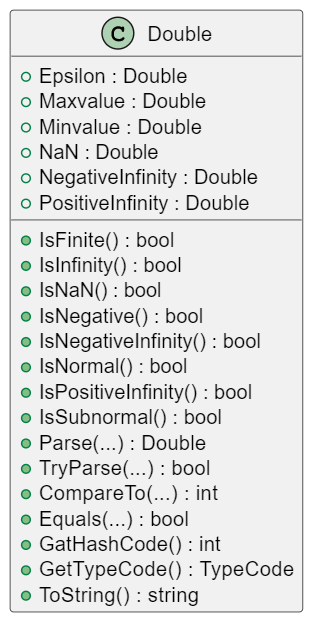 C Double
Epsilon : Double
Maxvalue : Double
Minvalue : Double
NaN : Double
NegativeInfinity : Double
PositiveInfinity : Double
IsFinite() : bool
IsInfinity() : bool
IsNaN() : bool
IsNegative() : bool
IsNegativeInfinity() : bool
IsNormal() : bool
IsPositiveInfinity() : bool
IsSubnormal() : bool
Parse(...) : Double
TryParse(...) : bool
CompareTo(...) : int
Equals(...) : bool
GatHashCode() : int
GetTypeCode() : TypeCode
ToString() : string